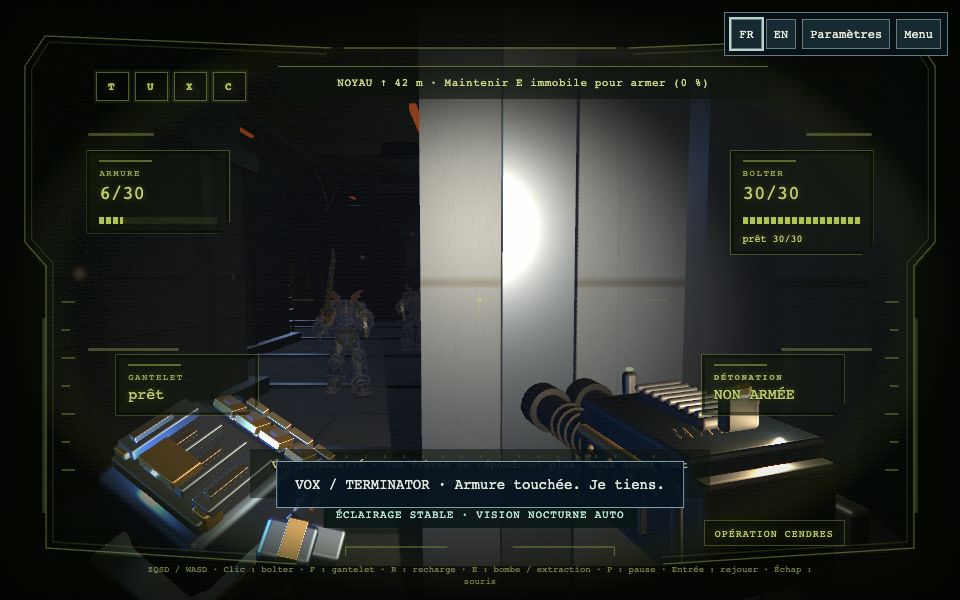 FR EN Paramètres Menu
T U X C
NOYAU ↑ 42 m · Maintenir E immobile pour armer (0 %)
ARMURE
6/30
BOLTER
30/30
prêt 30/30
GANTELET
prêt
DÉTONATION
NON ARMÉE
VOX / TERMINATOR · Armure touchée. Je tiens.
ÉCLAIRAGE STABLE · VISION NOCTURNE AUTO
OPÉRATION CENDRES
ZQSD / WASD · Clic : bolter · F : gantelet · R : recharge · E : bombe / extraction · P : pause · Entrée : rejouer · Échap :
souris